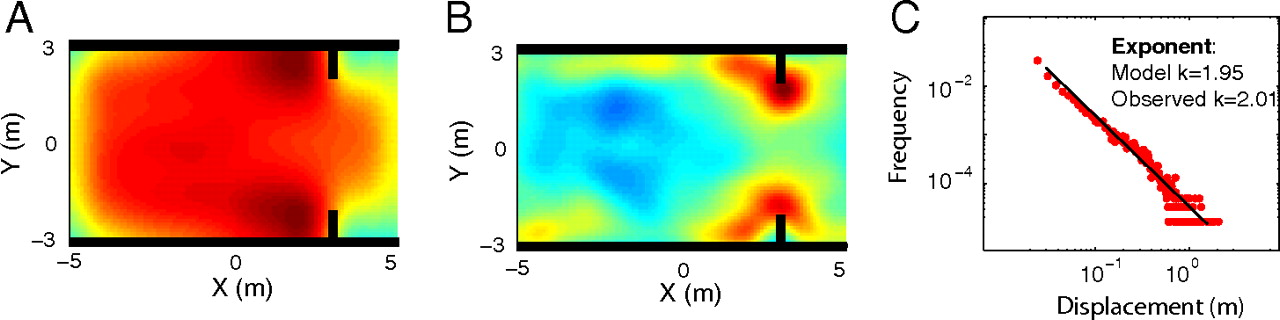 A
3
0
−3
Y (m)
−5
0
5
X (m)
B
3
0
−3
Y (m)
−5
0
5
X (m)
C
Frequency
10−2
10−4
Exponent:
Model k=1.95
Observed k=2.01
10−1
100
Displacement (m)